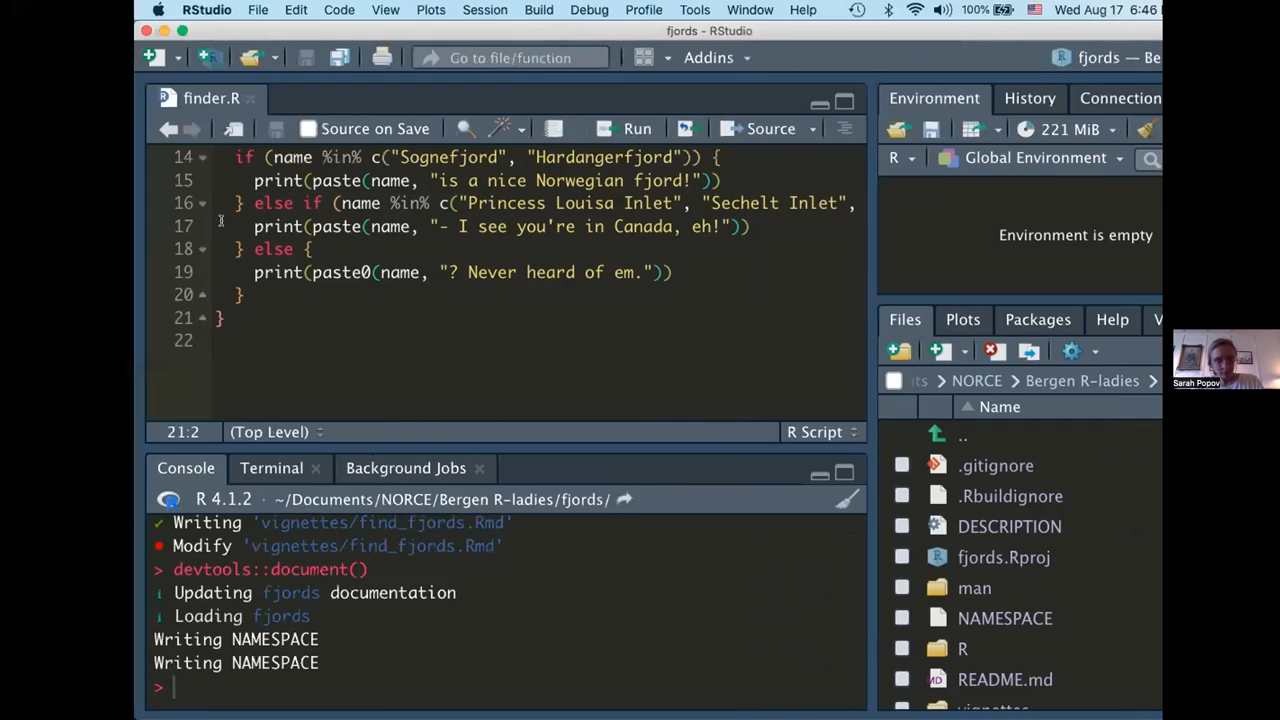 RStudio File Edit Code View Plots Session Build Debug Profile Tools Window Help 100% Wed Aug 17 6:46
fjords - RStudio
Go to file/function Addins fjords — Be
finder.R
Source on Save Run Source
14 if (name %in% c("Sognefjord", "Hardangerfjord")) {
15 print(paste(name, "is a nice Norwegian fjord!"))
16 } else if (name %in% c("Princess Louisa Inlet", "Sechelt Inlet",
17 print(paste(name, "- I see you're in Canada, eh!"))
18 } else {
19 print(paste0(name, "? Never heard of em."))
20 }
21 }
22
21:2 (Top Level) R Script
Console Terminal Background Jobs
R 4.1.2 · ~/Documents/NORCE/Bergen R-ladies/fjords/
✓ Writing 'vignettes/find_fjords.Rmd'
• Modify 'vignettes/find_fjords.Rmd'
> devtools::document()
i Updating fjords documentation
i Loading fjords
Writing NAMESPACE
Writing NAMESPACE
>
Environment History Connection
221 MiB
R Global Environment
Environment is empty
Files Plots Packages Help V
ts > NORCE > Bergen R-ladies >
Name
..
.gitignore
.Rbuildignore
DESCRIPTION
fjords.Rproj
man
NAMESPACE
R
README.md
vignettes
Sarah Popov